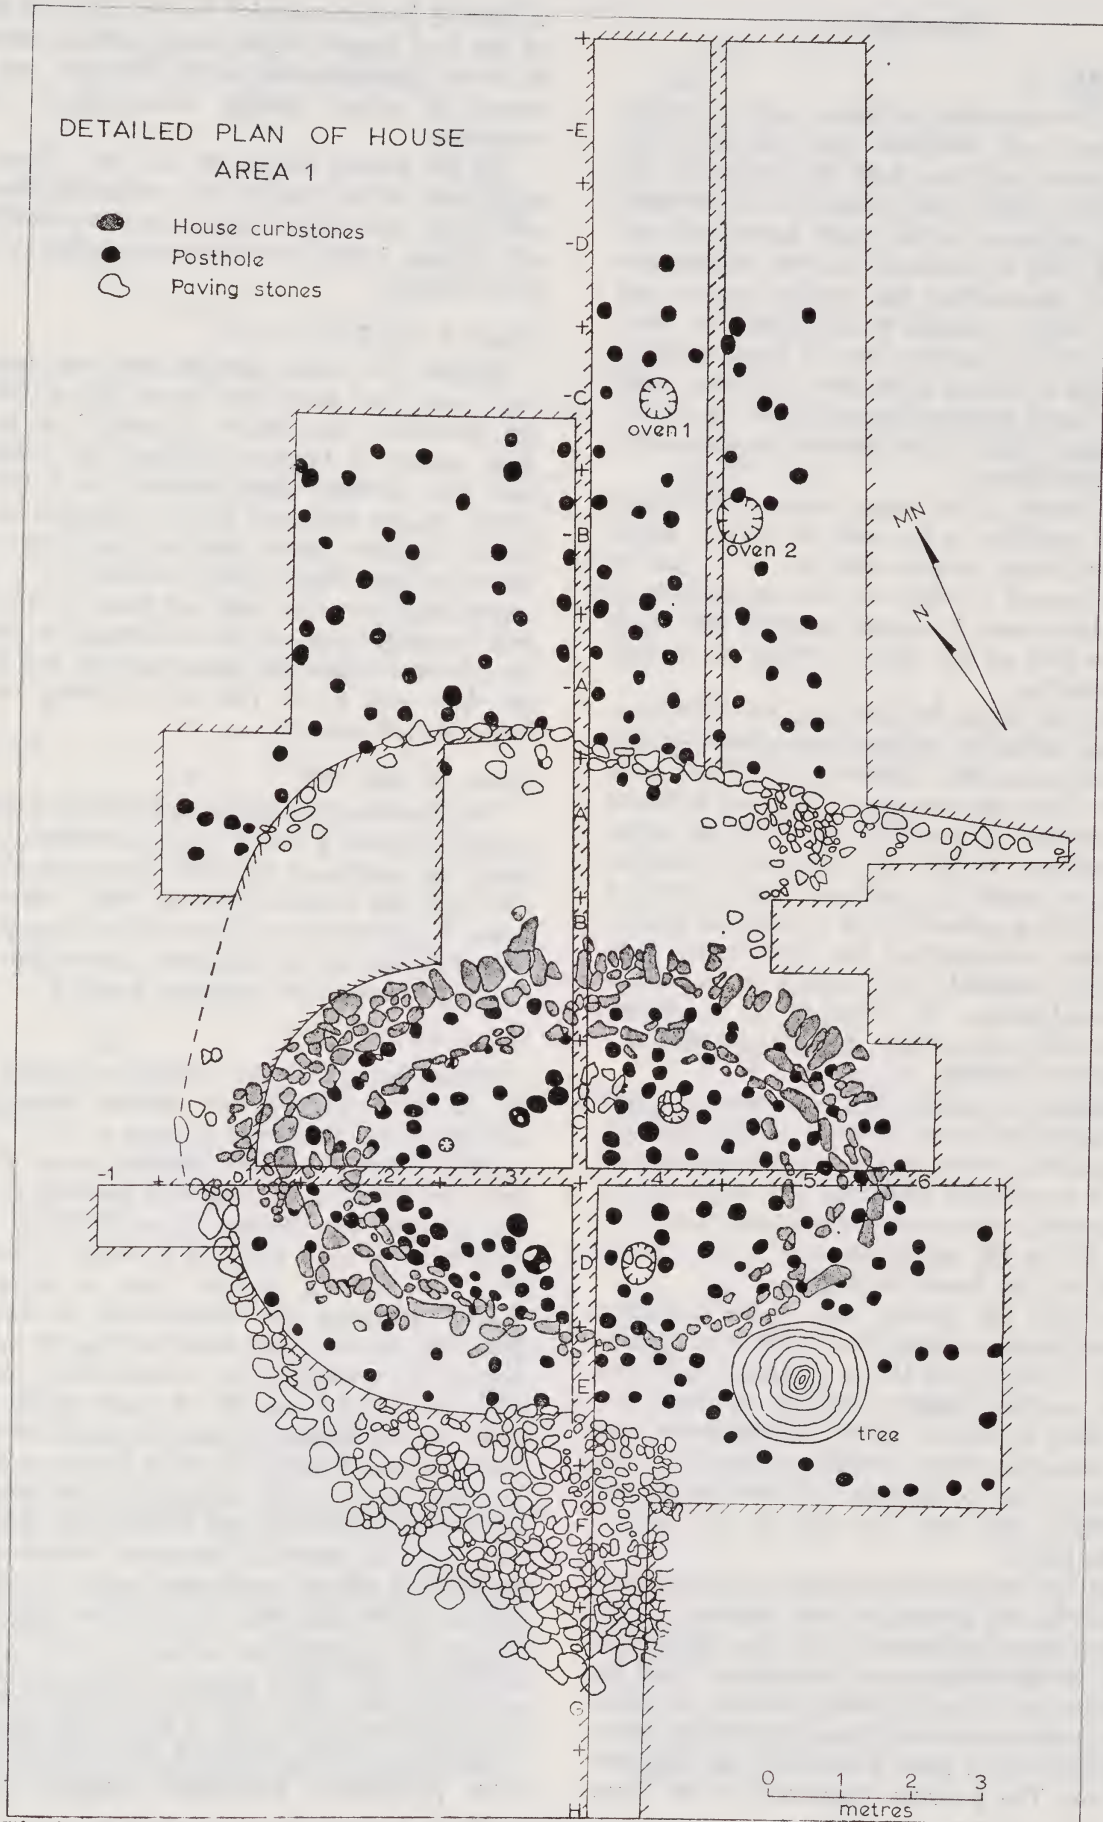 DETAILED PLAN OF HOUSE
AREA 1
House curbstones
Posthole
Paving stones
-E
-D
-C
oven 1
-B
oven 2
MN
N
-A
A
B
C
-1
1
2
3
4
5
6
D
E
tree
F
G
H
0 1 2 3
metres